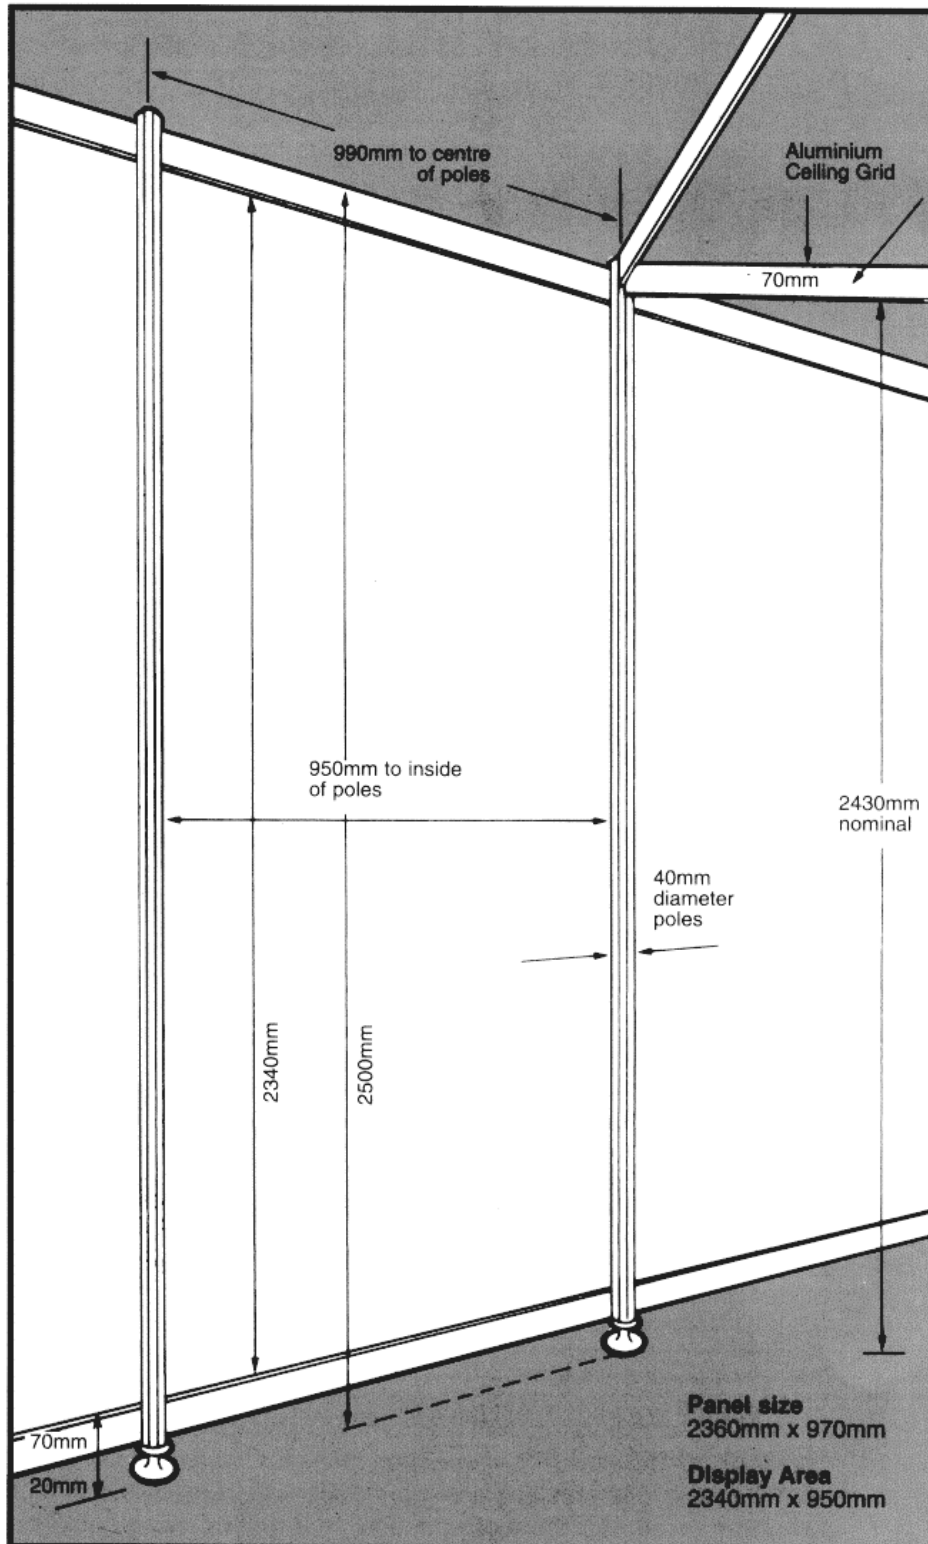 990mm to centre
of poles
Aluminium
Ceiling Grid
70mm
950mm to inside
of poles
2430mm
nominal
40mm
diameter
poles
2340mm
2500mm
70mm
20mm
Panel size
2360mm x 970mm
Display Area
2340mm x 950mm